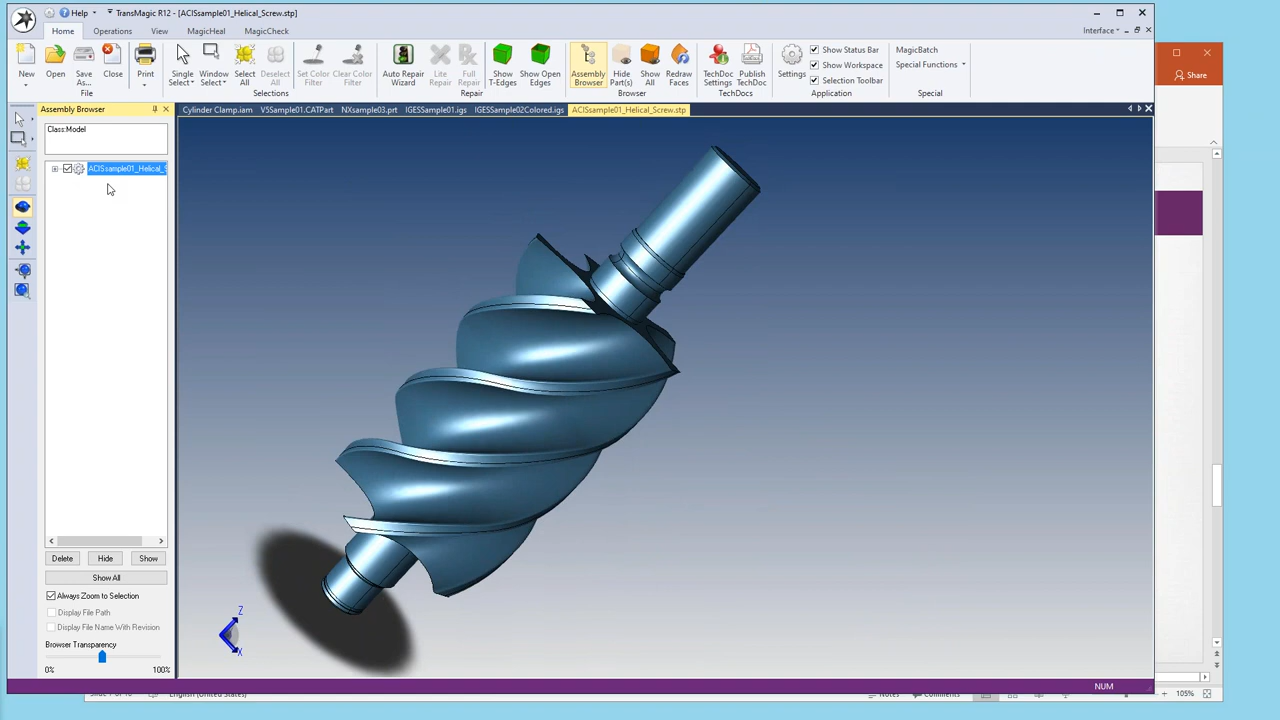 Help
TransMagic R12 - [ACISsample01_Helical_Screw.stp]
Home Operations View MagicHeal MagicCheck
Interface
New Open Save As... Close Print
File
Single Select Window Select Select All Deselect All Set Color Filter Clear Color Filter
Selections
Auto Repair Wizard Lite Repair Full Repair
Repair
Show T-Edges Show Open Edges
Assembly Browser Hide Part(s) Show All Redraw Faces
Browser
TechDoc Settings Publish TechDoc
TechDocs
Settings Show Status Bar
Show Workspace
Selection Toolbar
Application
MagicBatch
Special Functions
Special
Share
Assembly Browser
Cylinder Clamp.iam V5Sample01.CATPart NXsample03.prt IGESSample01.igs IGESSample02Colored.igs ACISsample01_Helical_Screw.stp
Class:Model
ACISsample01_Helical_S
Delete Hide Show
Show All
Always Zoom to Selection
Display File Path
Display File Name With Revision
Browser Transparency
0% 100%
Z
X
NUM
English (United States) Notes Comments 105%